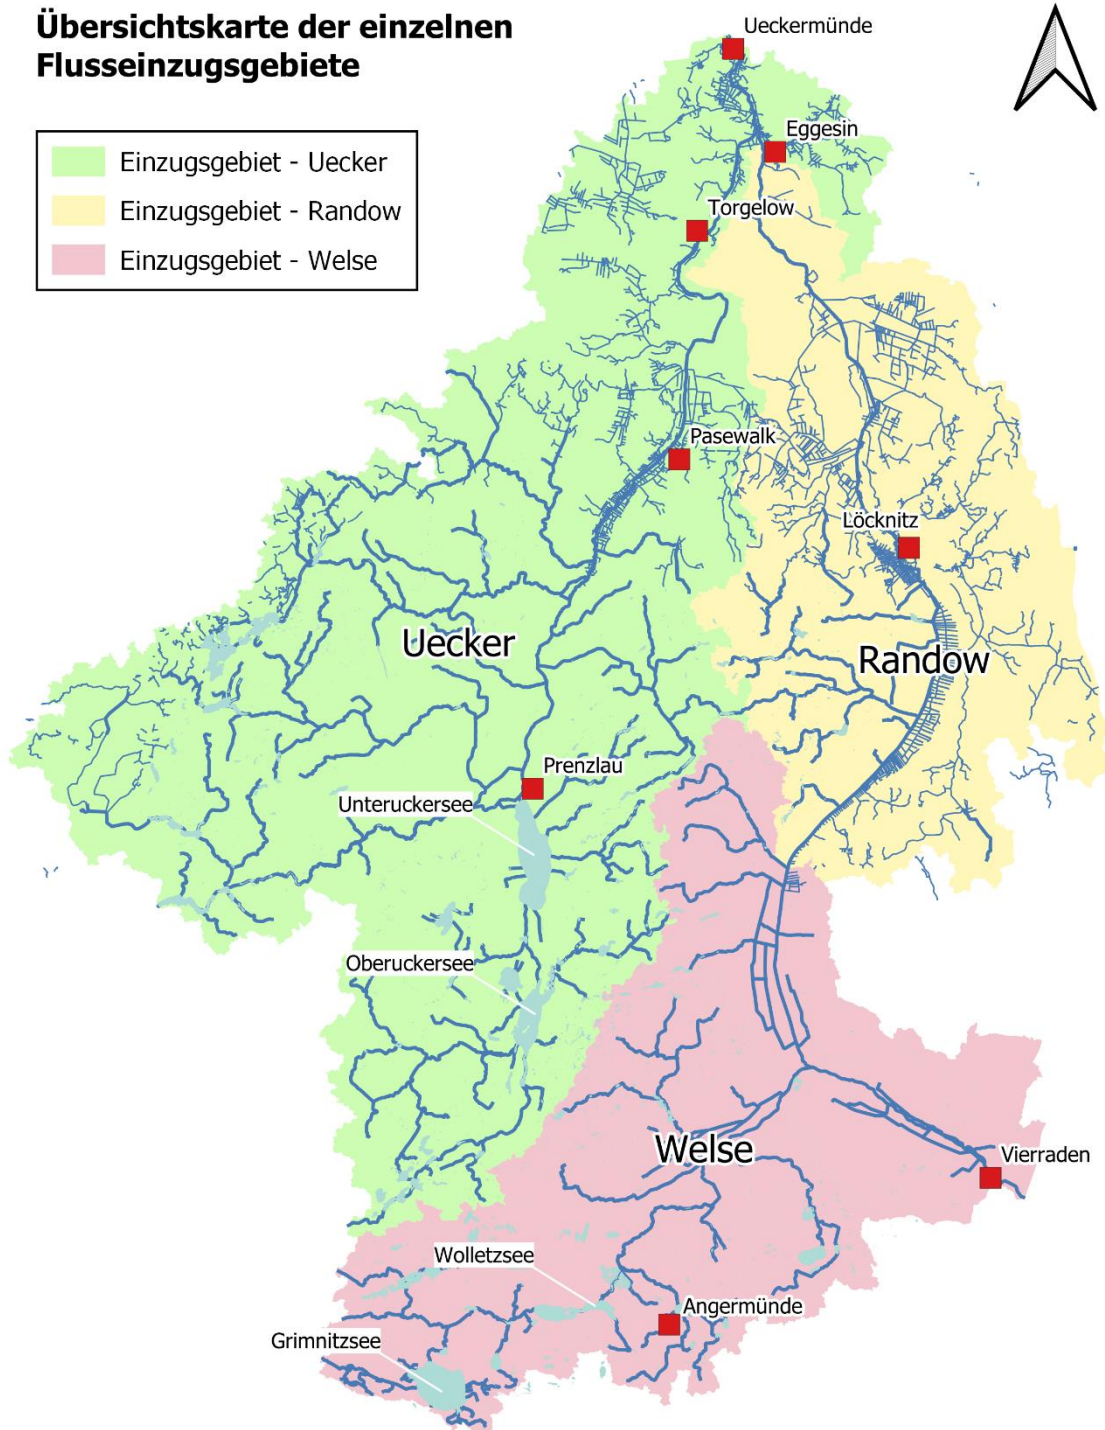 Übersichtskarte der einzelnen
Flusseinzugsgebiete
Einzugsgebiet - Uecker
Einzugsgebiet - Randow
Einzugsgebiet - Welse
Ueckermünde
Eggesin
Torgelow
Pasewalk
Löcknitz
Uecker
Randow
Prenzlau
Unteruckersee
Oberuckersee
Welse
Vierraden
Wolletzsee
Angermünde
Grimnitzsee